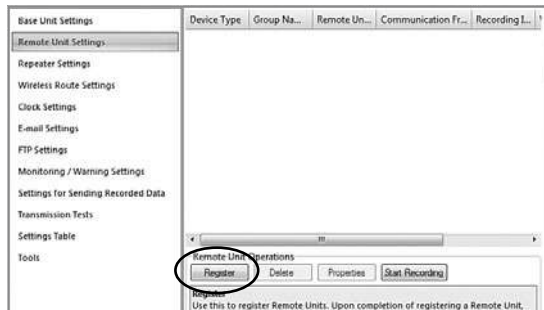 Base Unit Settings
Remote Unit Settings
Repeater Settings
Wireless Route Settings
Clock Settings
E-mail Settings
FTP Settings
Monitoring / Warning Settings
Settings for Sending Recorded Data
Transmission Tests
Settings Table
Tools
Device Type Group Na... Remote Un... Communication Fr... Recording I...
Remote Unit Operations
Register Delete Properties Start Recording
Register
Use this to register Remote Units. Upon completion of registering a Remote Unit,